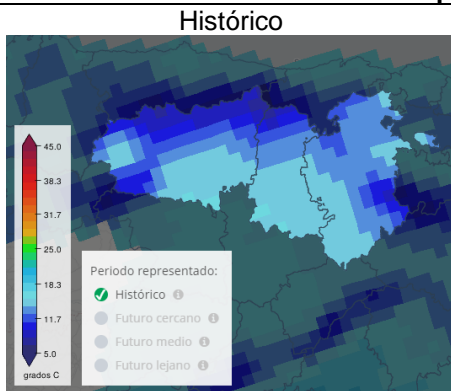 Histórico
45.0
38.3
31.7
25.0
18.3
11.7
5.0
grados C
Periodo representado:
Histórico
Futuro cercano
Futuro medio
Futuro lejano